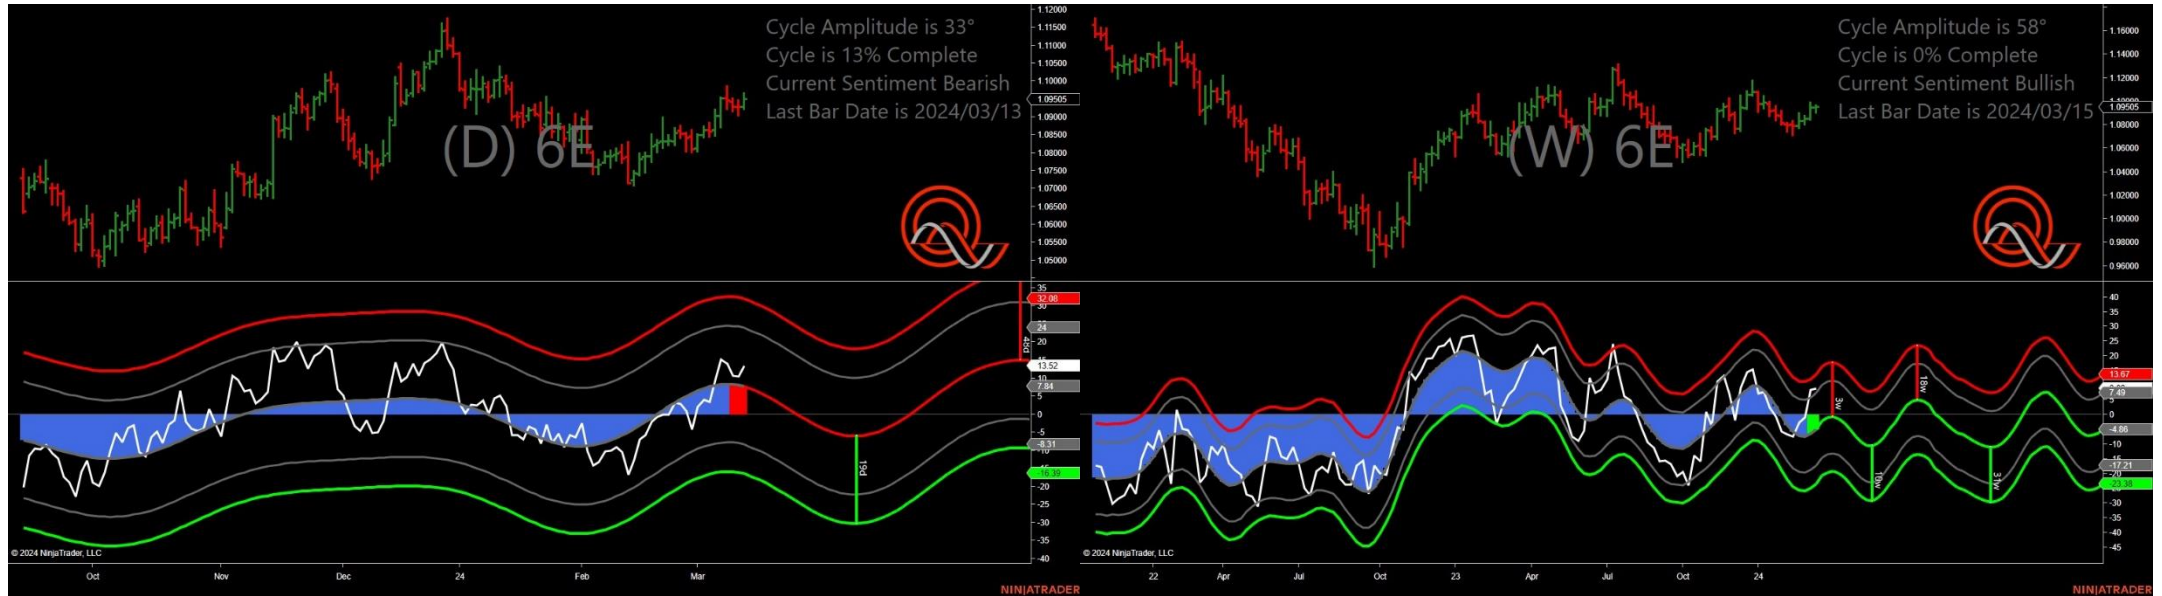 Cycle Amplitude is 33°
Cycle is 13% Complete
Current Sentiment Bearish
Last Bar Date is 2024/03/13
(D) 6E
1.12000
1.11500
1.11000
1.10500
1.10000
1.09505
1.09000
1.08500
1.08000
1.07500
1.07000
1.06500
1.06000
1.05500
1.05000
35
32.08
30
24
20
15
13.52
10
7.84
5
0
-5
-8.31
-10
-16.39
-20
-25
-30
-35
-40
45d
19d
© 2024 NinjaTrader, LLC
Oct
Nov
Dec
24
Feb
Mar
NINJATRADER
Cycle Amplitude is 58°
Cycle is 0% Complete
Current Sentiment Bullish
Last Bar Date is 2024/03/15
(W) 6E
1.16000
1.14000
1.12000
1.09505
1.08000
1.06000
1.04000
1.02000
1.00000
0.98000
0.96000
40
35
30
25
20
13.67
7.49
5
0
-4.86
-10
-17.21
-20
-23.38
-30
-35
-40
-45
3w
18w
10w
31w
© 2024 NinjaTrader, LLC
22
Apr
Jul
Oct
23
Apr
Jul
Oct
24
NINJATRADER